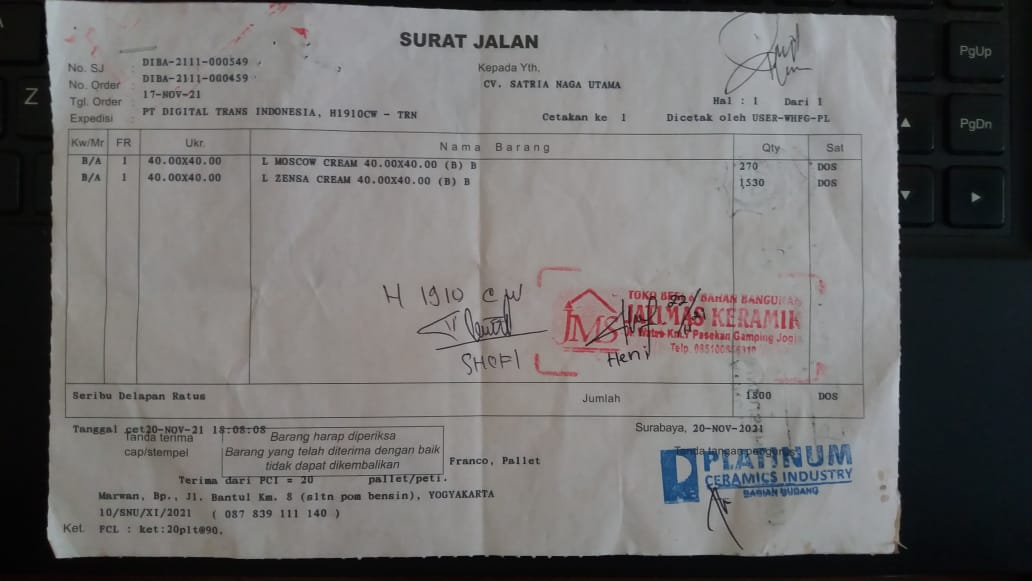 SURAT JALAN
No. SJ : DIBA-2111-000549
No. Order : DIBA-2111-000459
Tgl. Order : 17-NOV-21
Expedisi : PT DIGITAL TRANS INDONESIA, H1910CW - TRN
Kepada Yth,
CV. SATRIA NAGA UTAMA
Hal : 1 Dari 1
Cetakan ke 1 Dicetak oleh USER-WHFG-PL
Kw/Mr FR Ukr. Nama Barang Qty Sat
B/A 1 40.00X40.00 L MOSCOW CREAM 40.00X40.00 (B) B 270 DOS
B/A 1 40.00X40.00 L ZENSA CREAM 40.00X40.00 (B) B 1,530 DOS
H 1910 CW
SHOFI
Heni
22/
TOKO BESI & BAHAN BANGUNAN
JALMAS KERAMIK
JMS
Pasekan Gamping Jogja
Telp.
Seribu Delapan Ratus Jumlah 1800 DOS
Tanggal cet20-NOV-21 18:08:08
Surabaya, 20-NOV-2021
Tanda terima
cap/stempel
Barang harap diperiksa
Barang yang telah diterima dengan baik
tidak dapat dikembalikan
Franco, Pallet
Tanda tangan
PLATINUM
CERAMICS INDUSTRY
BAGIAN GUDANG
Terima dari PCI = 20 pallet/peti.
Marwan, Bp., Jl. Bantul Km. 8 (sltn pom bensin), YOGYAKARTA
10/SNU/XI/2021 ( 087 839 111 140 )
Ket. FCL : ket:20plt@90,
Z
PgUp
PgDn